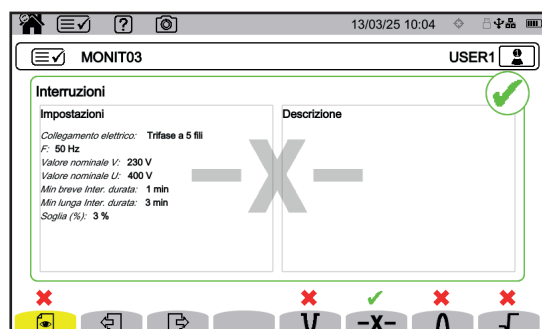 13/03/25 10:04
MONIT03 USER1
Interruzioni
Impostazioni
Collegamento elettrico: Trifase a 5 fili
F: 50 Hz
Valore nominale V: 230 V
Valore nominale U: 400 V
Min breve Inter. durata: 1 min
Min lunga Inter. durata: 3 min
Soglia (%): 3 %
Descrizione
-X-
-X-